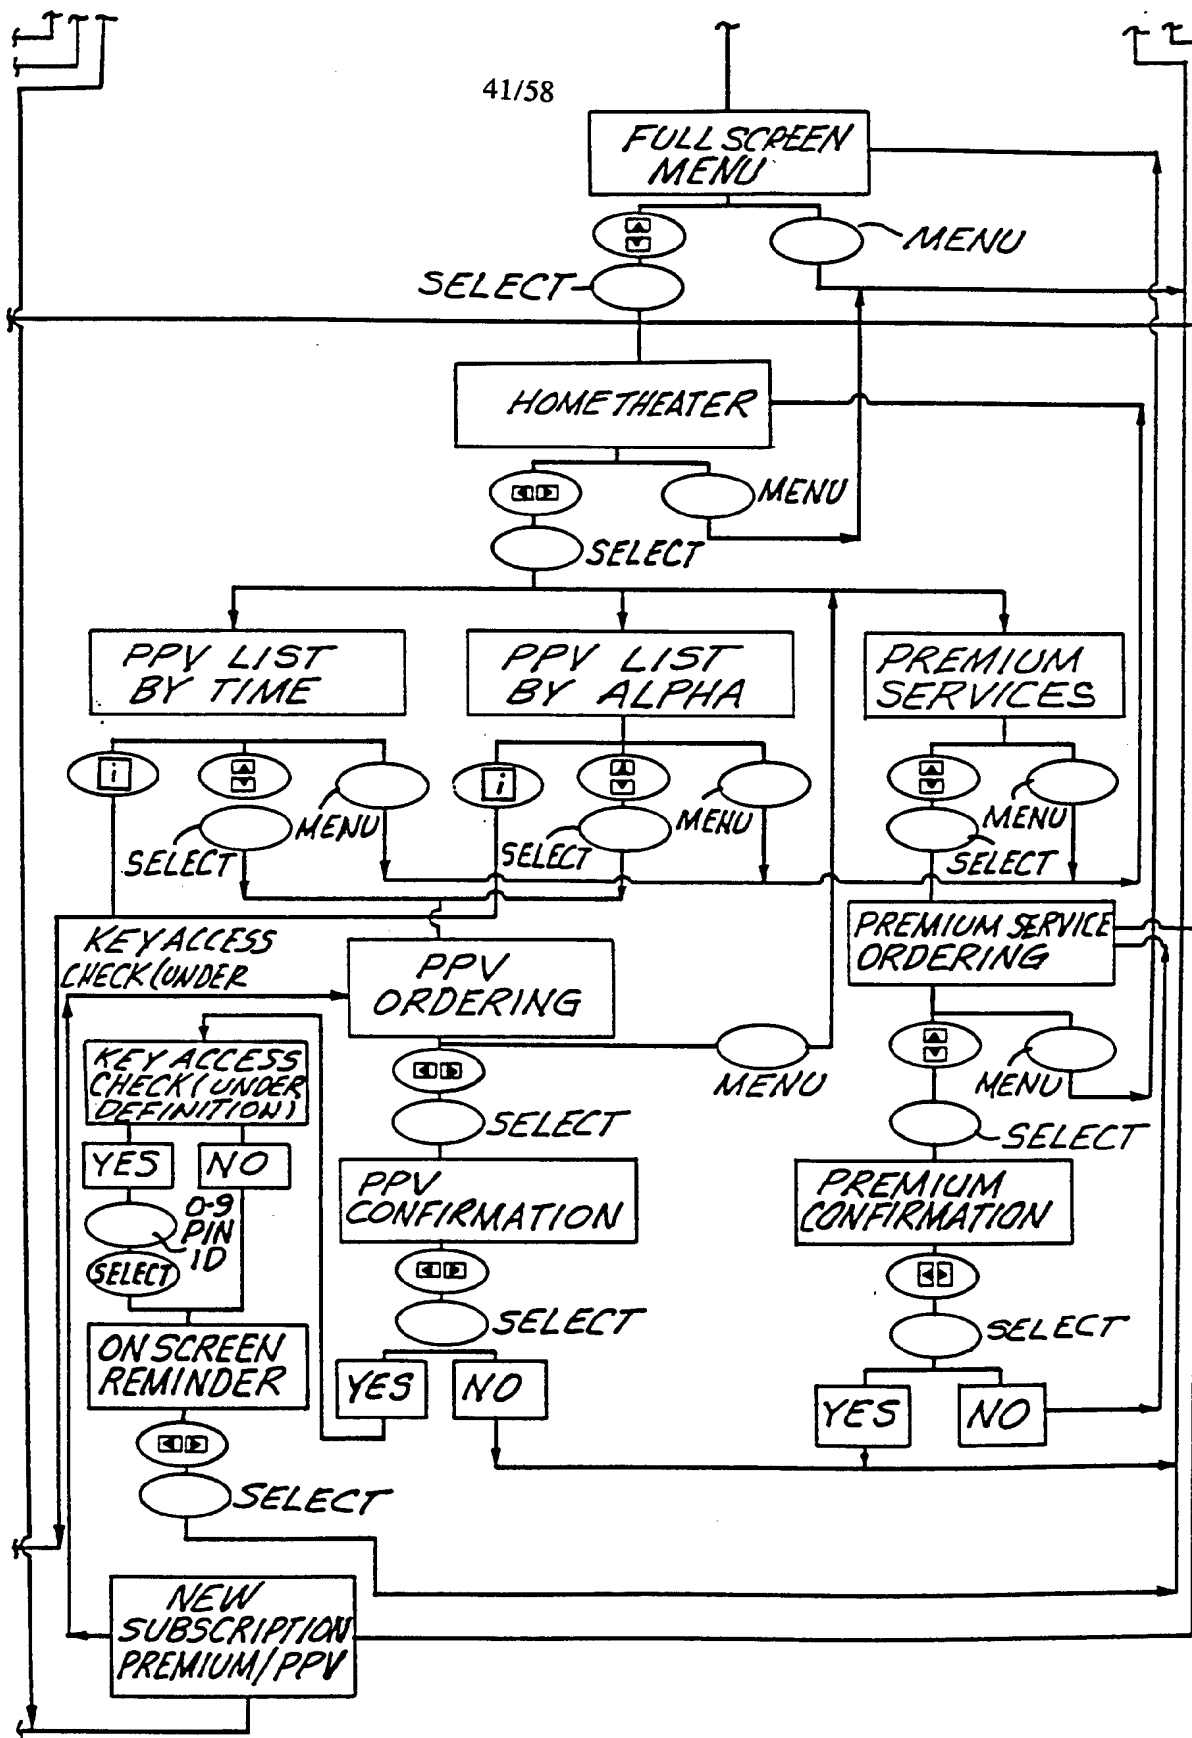 41/58
FULL SCREEN
MENU
MENU
SELECT
HOME THEATER
MENU
SELECT
PPV LIST
BY TIME
PPV LIST
BY ALPHA
PREMIUM
SERVICES
i
i
MENU
SELECT
MENU
SELECT
MENU
SELECT
KEY ACCESS
CHECK (UNDER
PPV
ORDERING
PREMIUM SERVICE
ORDERING
KEY ACCESS
CHECK (UNDER
DEFINITION)
MENU
MENU
SELECT
SELECT
YES
NO
PPV
CONFIRMATION
PREMIUM
CONFIRMATION
0-9
PIN
ID
SELECT
SELECT
SELECT
ON SCREEN
REMINDER
YES
NO
YES
NO
SELECT
NEW
SUBSCRIPTION
PREMIUM/PPV